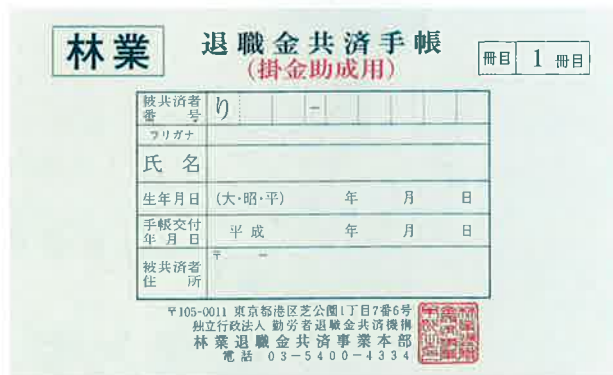 林業
退職金共済手帳
(掛金助成用)
冊目 1 冊目
被共済者番号 り -
フリガナ
氏名
生年月日 (大・昭・平) 年 月 日
手帳交付年月日 平成 年 月 日
被共済者住所 〒 -
〒105-0011 東京都港区芝公園1丁目7番6号
独立行政法人 勤労者退職金共済機構
林業退職金共済事業本部
電話 03-5400-4334